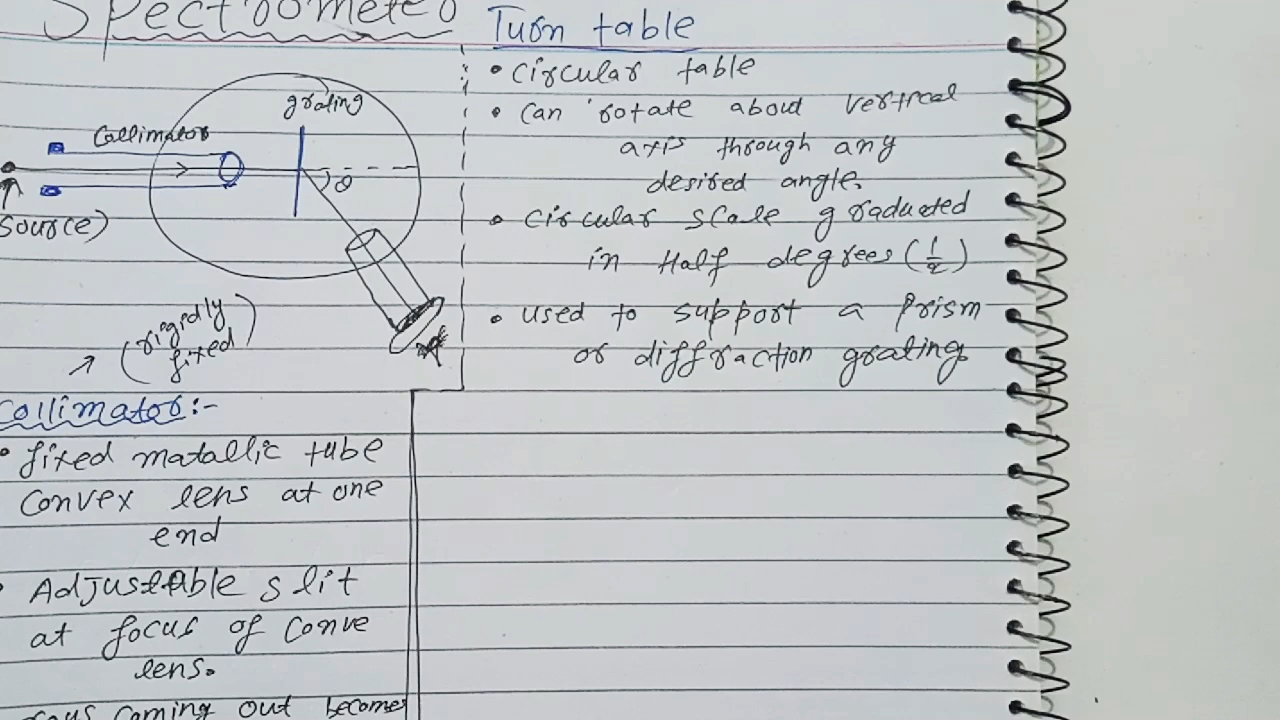 Spectrometer
grating
Collimator
θ
Source)
(rigidly
fixed)
Collimator:-
• fixed matallic tube
convex lens at one
end
• Adjusteable slit
at focus of conve
lens.
rays coming out becomes
Turn table
• circular table
• can rotate about vertical
axis through any
desired angle.
• circular scale graduated
in Half degrees (1/2)
• used to support a prism
or diffraction grating